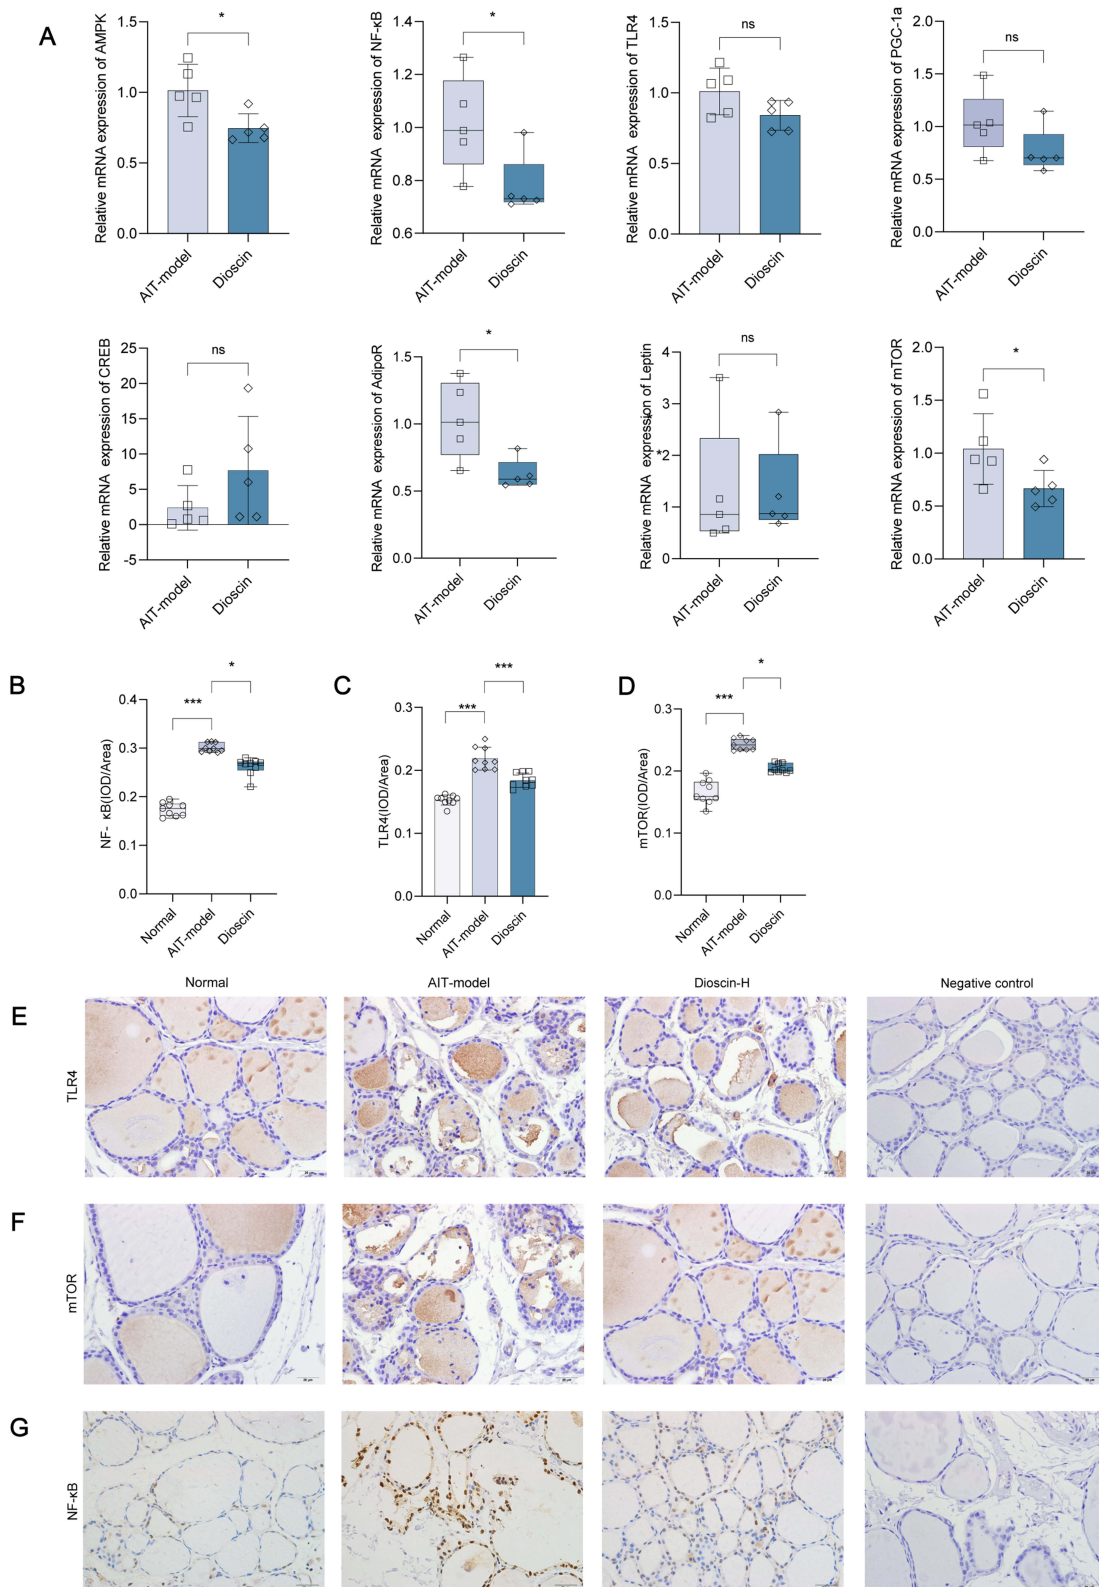 A
Relative mRNA expression of AMPK
1.5
1.0
0.5
0.0
*
AIT-model
Dioscin
Relative mRNA expression of NF-κB
1.4
1.2
1.0
0.8
0.6
*
AIT-model
Dioscin
Relative mRNA expression of TLR4
1.5
1.0
0.5
0.0
ns
AIT-model
Dioscin
Relative mRNA expression of PGC-1a
2.0
1.5
1.0
0.5
0.0
ns
AIT-model
Dioscin
Relative mRNA expression of CREB
25
20
15
10
5
0
-5
ns
AIT-model
Dioscin
Relative mRNA expression of AdipoR
1.5
1.0
0.5
0.0
*
AIT-model
Dioscin
Relative mRNA expression of Leptin
4
3
2
1
0
ns
AIT-model
Dioscin
Relative mRNA expression of mTOR
2.0
1.5
1.0
0.5
0.0
*
AIT-model
Dioscin
B
NF- κB(IOD/Area)
0.4
0.3
0.2
0.1
0.0
***
*
Normal
AIT-model
Dioscin
C
TLR4(IOD/Area)
0.3
0.2
0.1
0.0
***
***
Normal
AIT-model
Dioscin
D
mTOR(IOD/Area)
0.3
0.2
0.1
0.0
***
*
Normal
AIT-model
Dioscin
Normal
AIT-model
Dioscin-H
Negative control
E
TLR4
F
mTOR
G
NF-κB